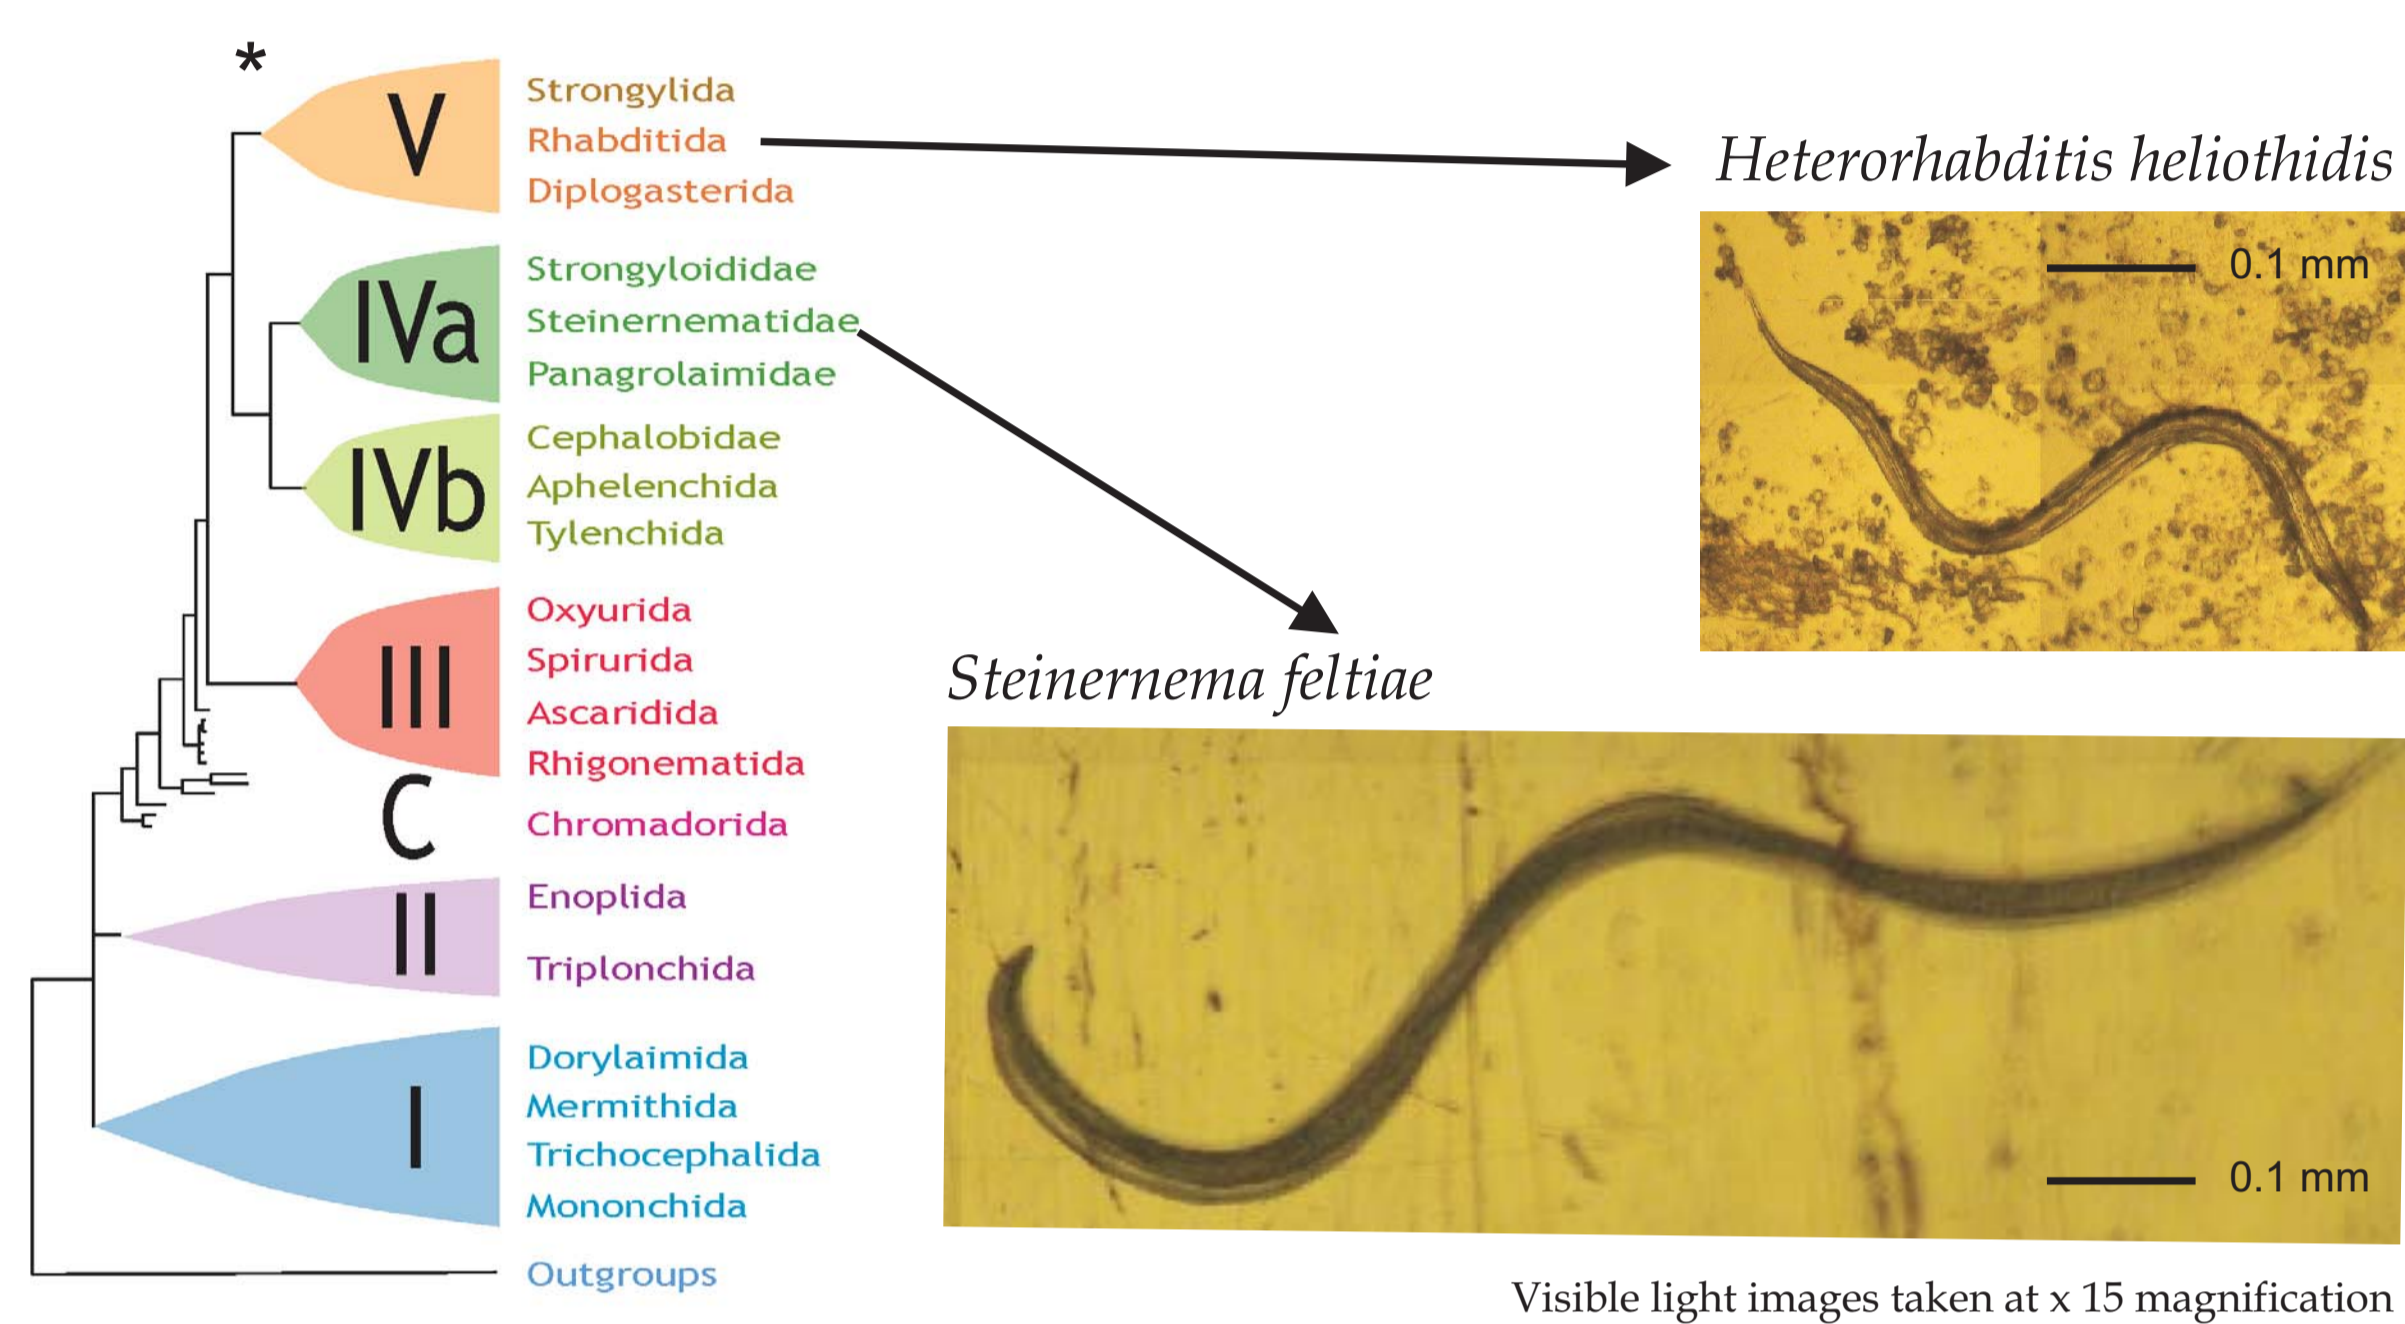 *
V
Strongylida
Rhabditida
Diplogasterida
IVa
Strongyloididae
Steinernematidae
Panagrolaimidae
IVb
Cephalobidae
Aphelenchida
Tylenchida
III
Oxyurida
Spirurida
Ascaridida
Rhigonematida
C
Chromadorida
II
Enoplida
Triplonchida
I
Dorylaimida
Mermithida
Trichocephalida
Mononchida
Outgroups
Heterorhabditis heliothidis
0.1 mm
Steinernema feltiae
0.1 mm
Visible light images taken at x 15 magnification